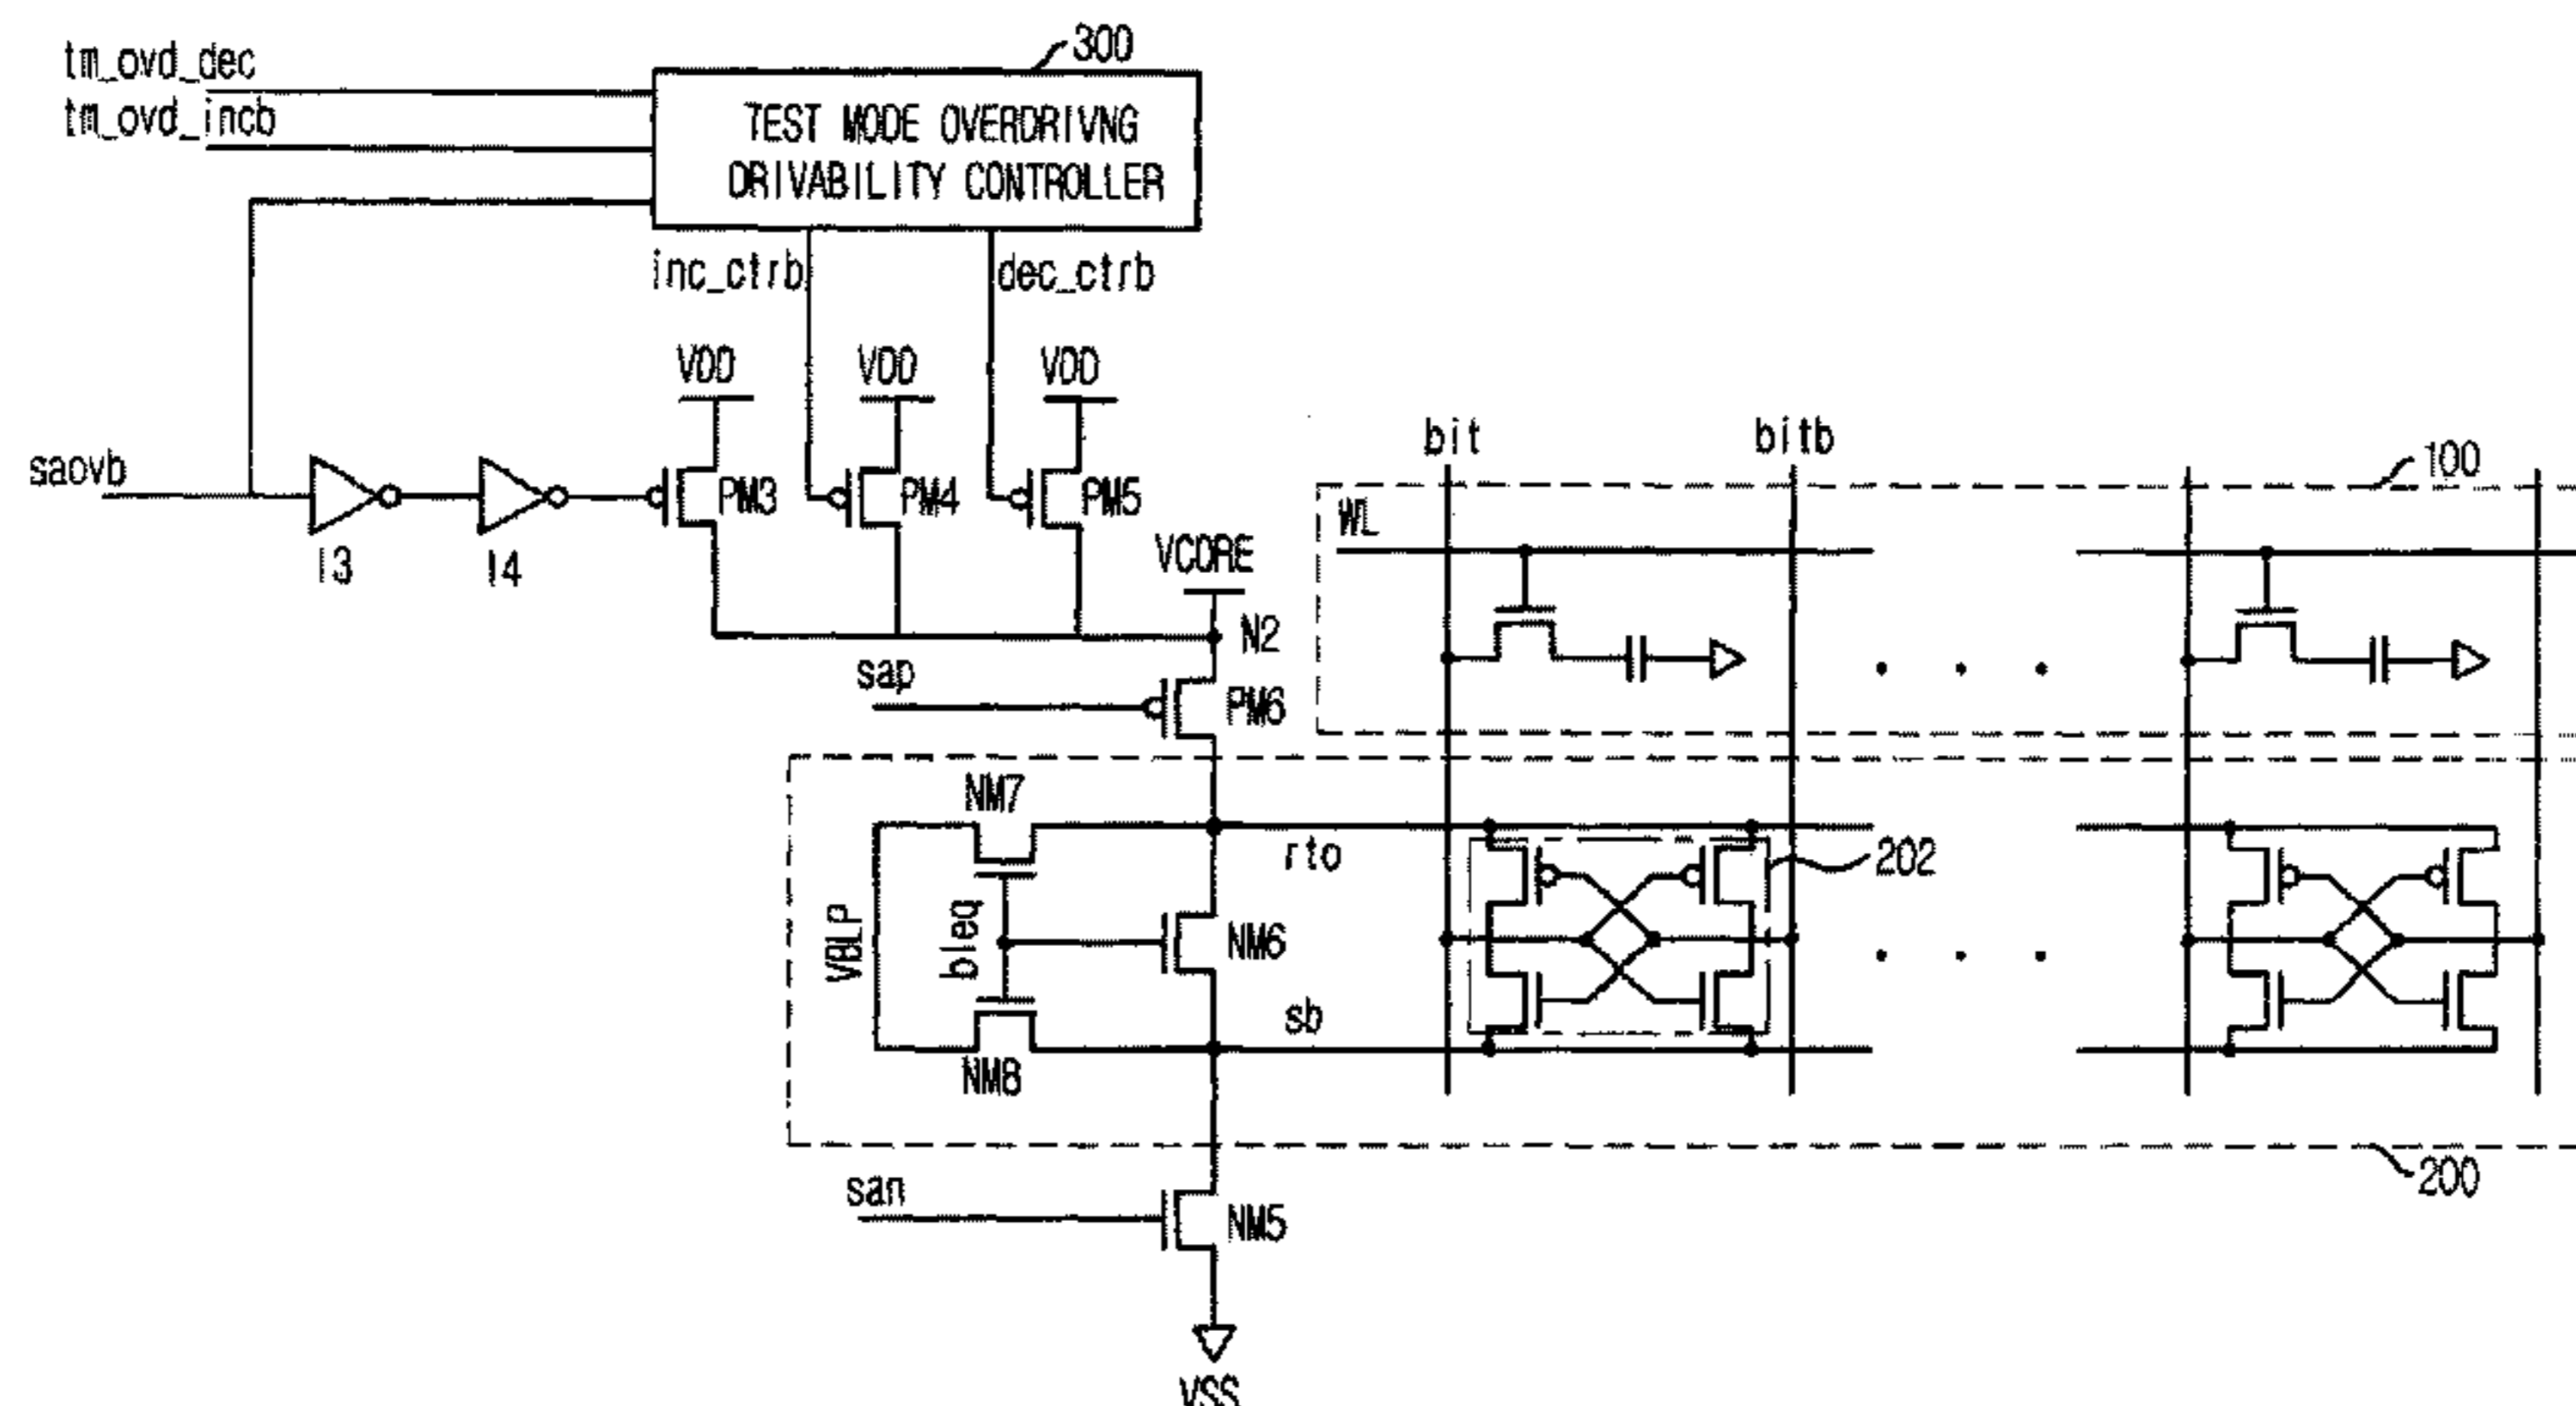 tm_ovd_dec
tm_ovd_incb
300
TEST MODE OVERDRIVNG
DRIVABILITY CONTROLLER
inc_ctrb
dec_ctrb
VDD
VDD
VDD
saovb
I3
I4
PM3
PM4
PM5
VCORE
N2
sap
PM6
bit
bitb
100
WL
NM7
rto
202
VBLP
bleq
NM6
sb
NM8
san
NM5
200
VSS